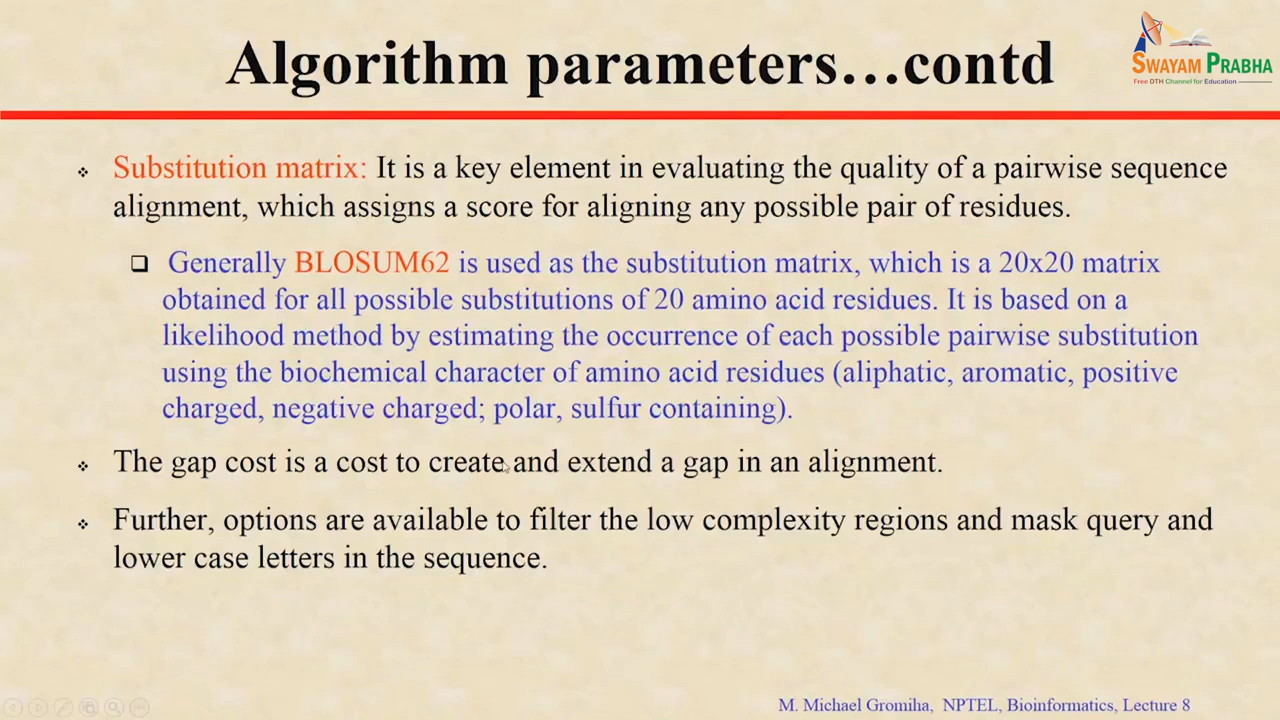 Algorithm parameters…contd
SWAYAM PRABHA
Free DTH Channel for Education
Substitution matrix: It is a key element in evaluating the quality of a pairwise sequence
alignment, which assigns a score for aligning any possible pair of residues.
Generally BLOSUM62 is used as the substitution matrix, which is a 20x20 matrix
obtained for all possible substitutions of 20 amino acid residues. It is based on a
likelihood method by estimating the occurrence of each possible pairwise substitution
using the biochemical character of amino acid residues (aliphatic, aromatic, positive
charged, negative charged; polar, sulfur containing).
The gap cost is a cost to create and extend a gap in an alignment.
Further, options are available to filter the low complexity regions and mask query and
lower case letters in the sequence.
M. Michael Gromiha, NPTEL, Bioinformatics, Lecture 8